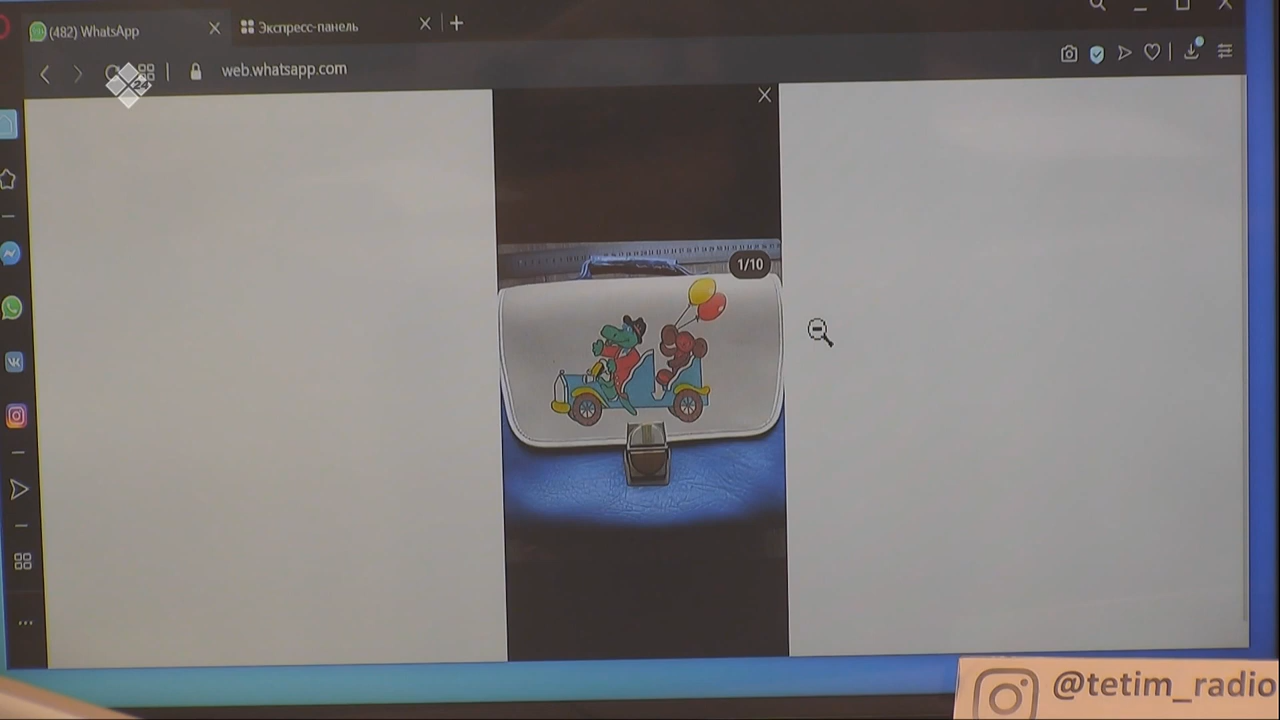 (482) WhatsApp
Экспресс-панель
web.whatsapp.com
1/10
@tetim_radio